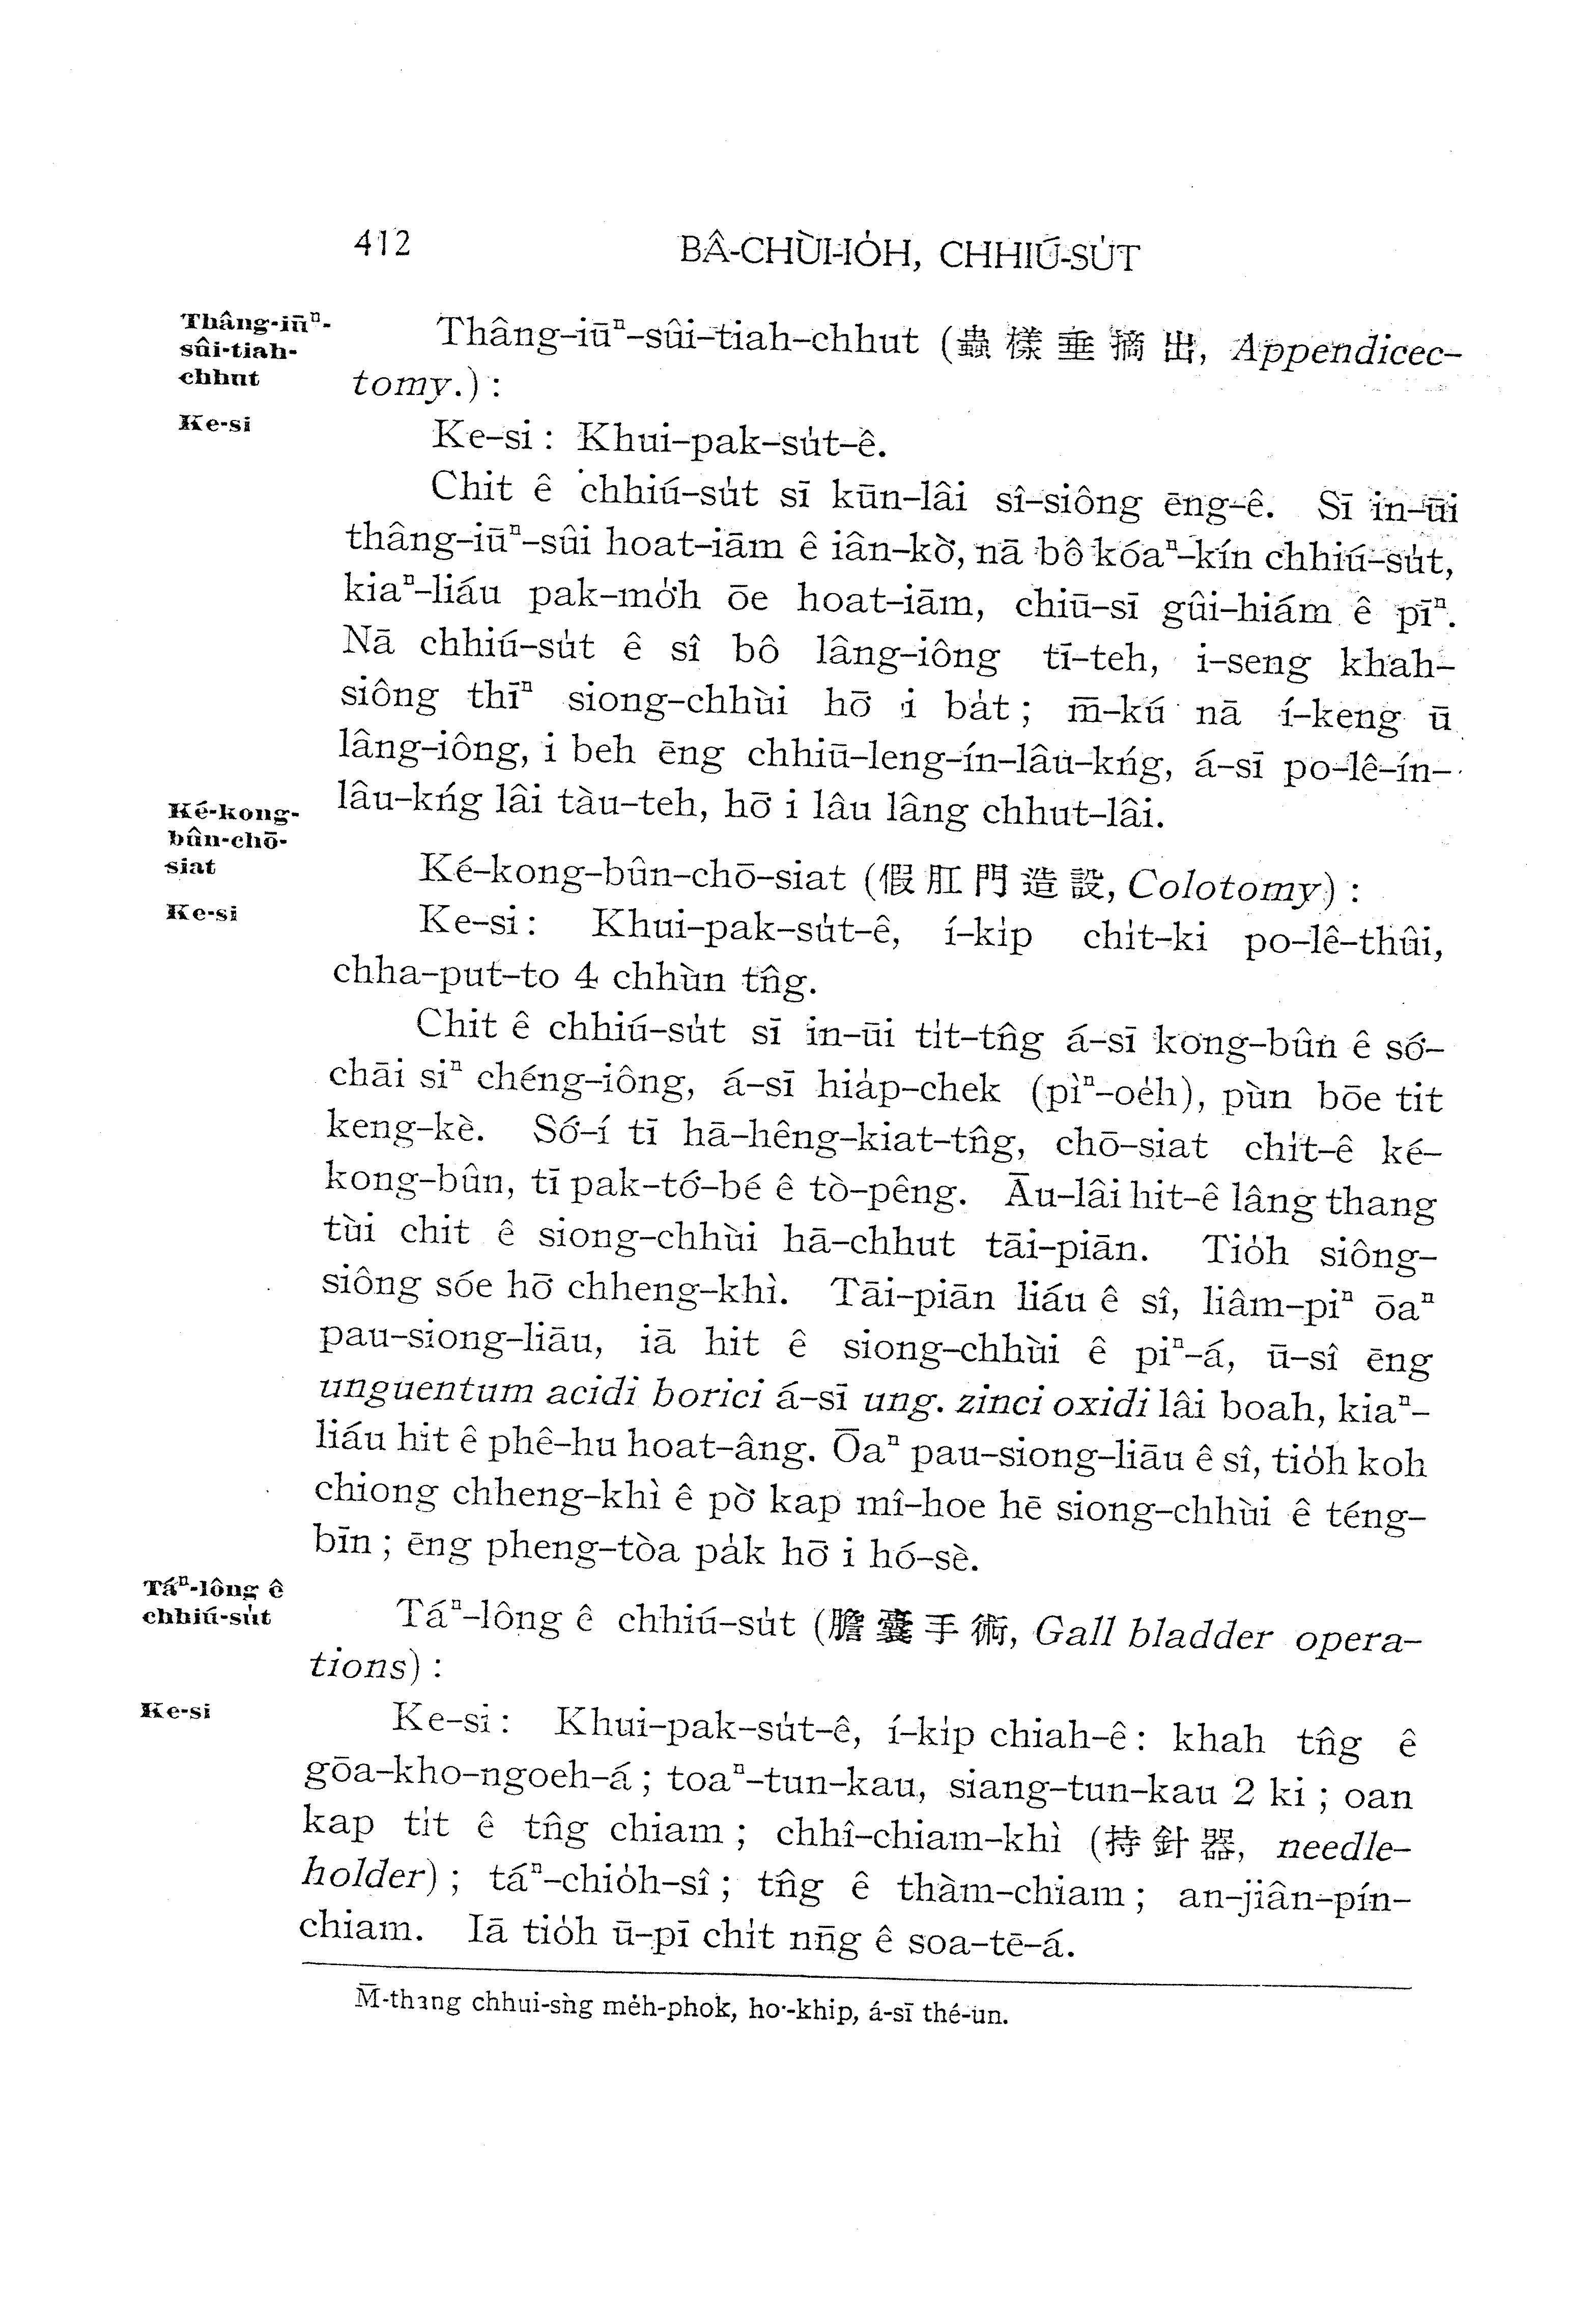 412
BÂ-CHÙI-IO̍H, CHHIÚ-SU̍T
Thâng-iūⁿ-
sûi-tiah-
chhut
Thâng-iūⁿ-sûi-tiah-chhut (蟲樣垂摘出, Appendicec-
tomy.) :
Ke-si
Ke-si : Khui-pak-su̍t-ê.
Chit ê chhiú-su̍t sī kūn-lâi sî-siông ēng-ê. Sī in-ūi
thâng-iūⁿ-sûi hoat-iām ê iân-kò͘, nā bô kóaⁿ-kín chhiú-su̍t,
kiaⁿ-liáu pak-mo̍͘h ōe hoat-iām, chiū-sī gûi-hiám ê pīⁿ.
Nā chhiú-su̍t ê sî bô lâng-iông tī-teh, i-seng khah-
siông thīⁿ siong-chhùi hō͘ i ba̍t ; m̄-kú nā í-keng ū
lâng-iông, i beh ēng chhiū-leng-ín-lâu-kńg, á-sī po-lê-ín-
lâu-kńg lâi tàu-teh, hō͘ i lâu lâng chhut-lâi.
Ké-kong-
bûn-chō-
siat
Ké-kong-bûn-chō-siat (假肛門造設, Colotomy) :
Ke-si
Ke-si : Khui-pak-su̍t-ê, í-ki̍p chi̍t-ki po-lê-thûi,
chha-put-to 4 chhùn tn̂g.
Chit ê chhiú-su̍t sī in-ūi ti̍t-tn̂g á-sī kong-bûn ê só͘-
chāi siⁿ chéng-iông, á-sī hia̍p-chek (pìⁿ-oe̍h), pùn bōe tit
keng-kè. Só͘-í tī hā-hêng-kiat-tn̂g, chō-siat chi̍t-ê ké-
kong-bûn, tī pak-tó͘-bé ê tò-pêng. Āu-lâi hit-ê lâng thang
tùi chit ê siong-chhùi hā-chhut tāi-piān. Tio̍h siông-
siông sóe hō͘ chheng-khì. Tāi-piān liáu ê sî, liâm-piⁿ ōaⁿ
pau-siong-liāu, iā hit ê siong-chhùi ê piⁿ-á, ū-sî ēng
unguentum acidi borici á-sī ung. zinci oxidi lâi boah, kiaⁿ-
liáu hit ê phê-hu hoat-âng. Ōaⁿ pau-siong-liāu ê sî, tio̍h koh
chiong chheng-khì ê pò͘ kap mî-hoe hē siong-chhùi ê téng-
bīn ; ēng pheng-tòa pa̍k hō͘ i hó-sè.
Táⁿ-lông ê
chhiú-su̍t
Táⁿ-lông ê chhiú-su̍t (膽囊手術, Gall bladder opera-
tions) :
Ke-si
Ke-si : Khui-pak-su̍t-ê, í-ki̍p chiah-ê : khah tn̂g ê
gōa-kho-ngoeh-á ; toaⁿ-tun-kau, siang-tun-kau 2 ki ; oan
kap ti̍t ê tn̂g chiam ; chhî-chiam-khì (持針器, needle-
holder) ; táⁿ-chio̍h-sî ; tn̂g ê thàm-chiam ; an-jiân-pín-
chiam. Iā tio̍h ū-pī chi̍t nn̄g ê soa-tē-á.
M̄-thang chhui-sǹg me̍h-phok, ho͘-khip, á-sī thé-un.